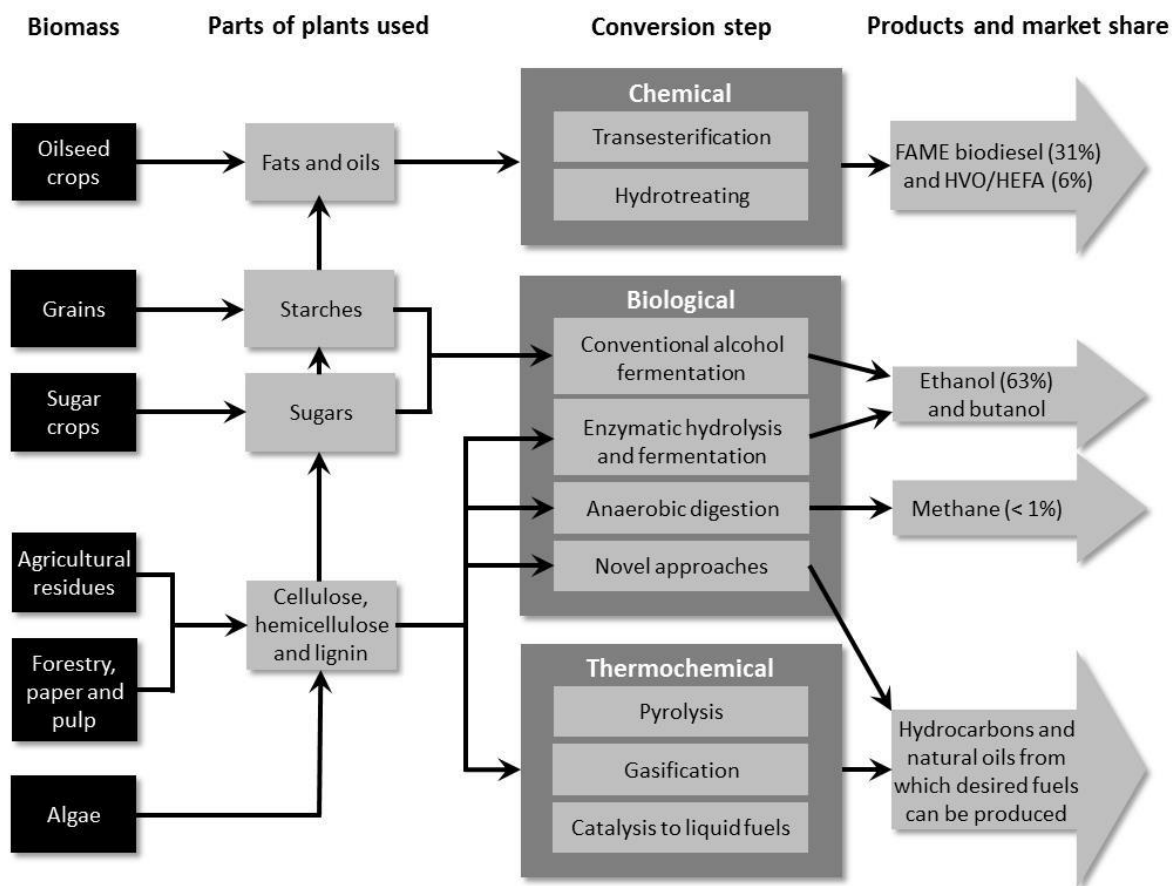 Biomass
Parts of plants used
Conversion step
Products and market share
Oilseed
crops
Fats and oils
Chemical
Transesterification
Hydrotreating
FAME biodiesel (31%)
and HVO/HEFA (6%)
Grains
Starches
Sugar
crops
Sugars
Biological
Conventional alcohol
fermentation
Enzymatic hydrolysis
and fermentation
Anaerobic digestion
Novel approaches
Ethanol (63%)
and butanol
Methane (< 1%)
Agricultural
residues
Forestry,
paper and
pulp
Algae
Cellulose,
hemicellulose
and lignin
Thermochemical
Pyrolysis
Gasification
Catalysis to liquid fuels
Hydrocarbons and
natural oils from
which desired fuels
can be produced